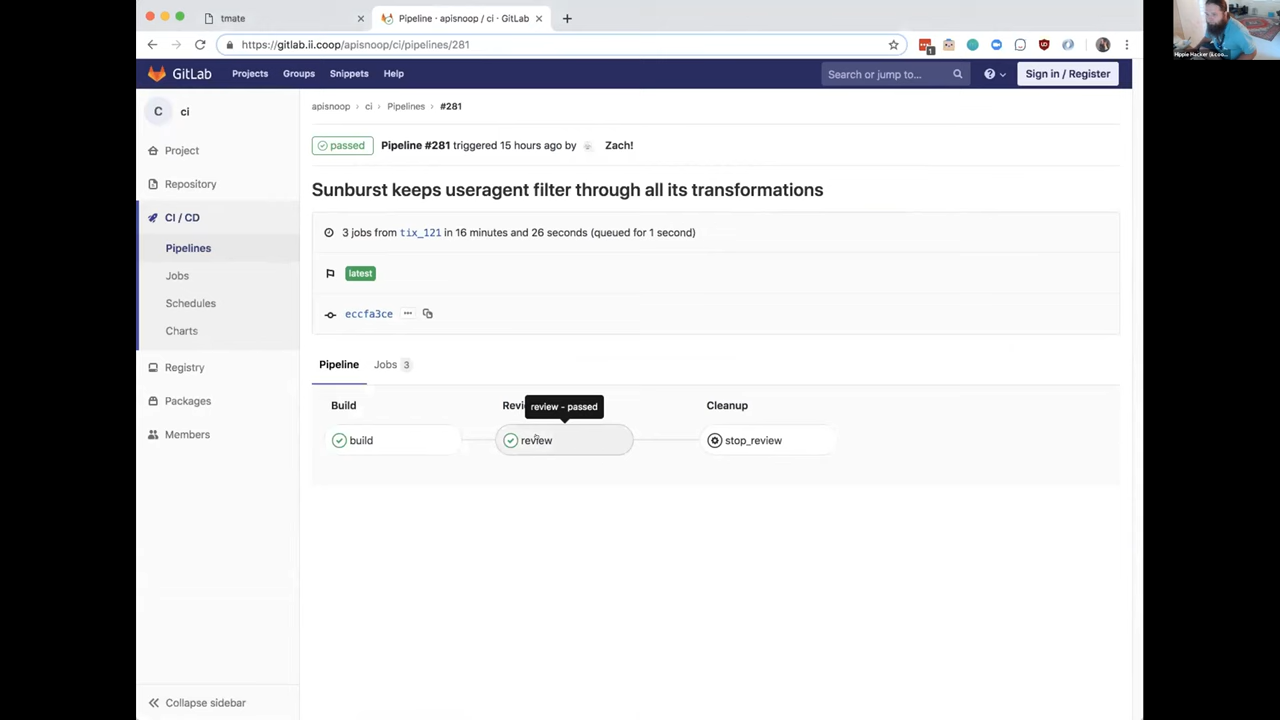 tmate
Pipeline · apisnoop / ci · GitLab
https://gitlab.ii.coop/apisnoop/ci/pipelines/281
1
GitLab
Projects
Groups
Snippets
Help
Search or jump to...
Sign in / Register
C
ci
apisnoop
ci
Pipelines
#281
passed
Pipeline #281 triggered 15 hours ago by
Zach!
Project
Repository
CI / CD
Pipelines
Jobs
Schedules
Charts
Registry
Packages
Members
Sunburst keeps useragent filter through all its transformations
3 jobs from tix_121 in 16 minutes and 26 seconds (queued for 1 second)
latest
eccfa3ce
Pipeline
Jobs 3
Build
review - passed
Cleanup
build
review
stop_review
Collapse sidebar